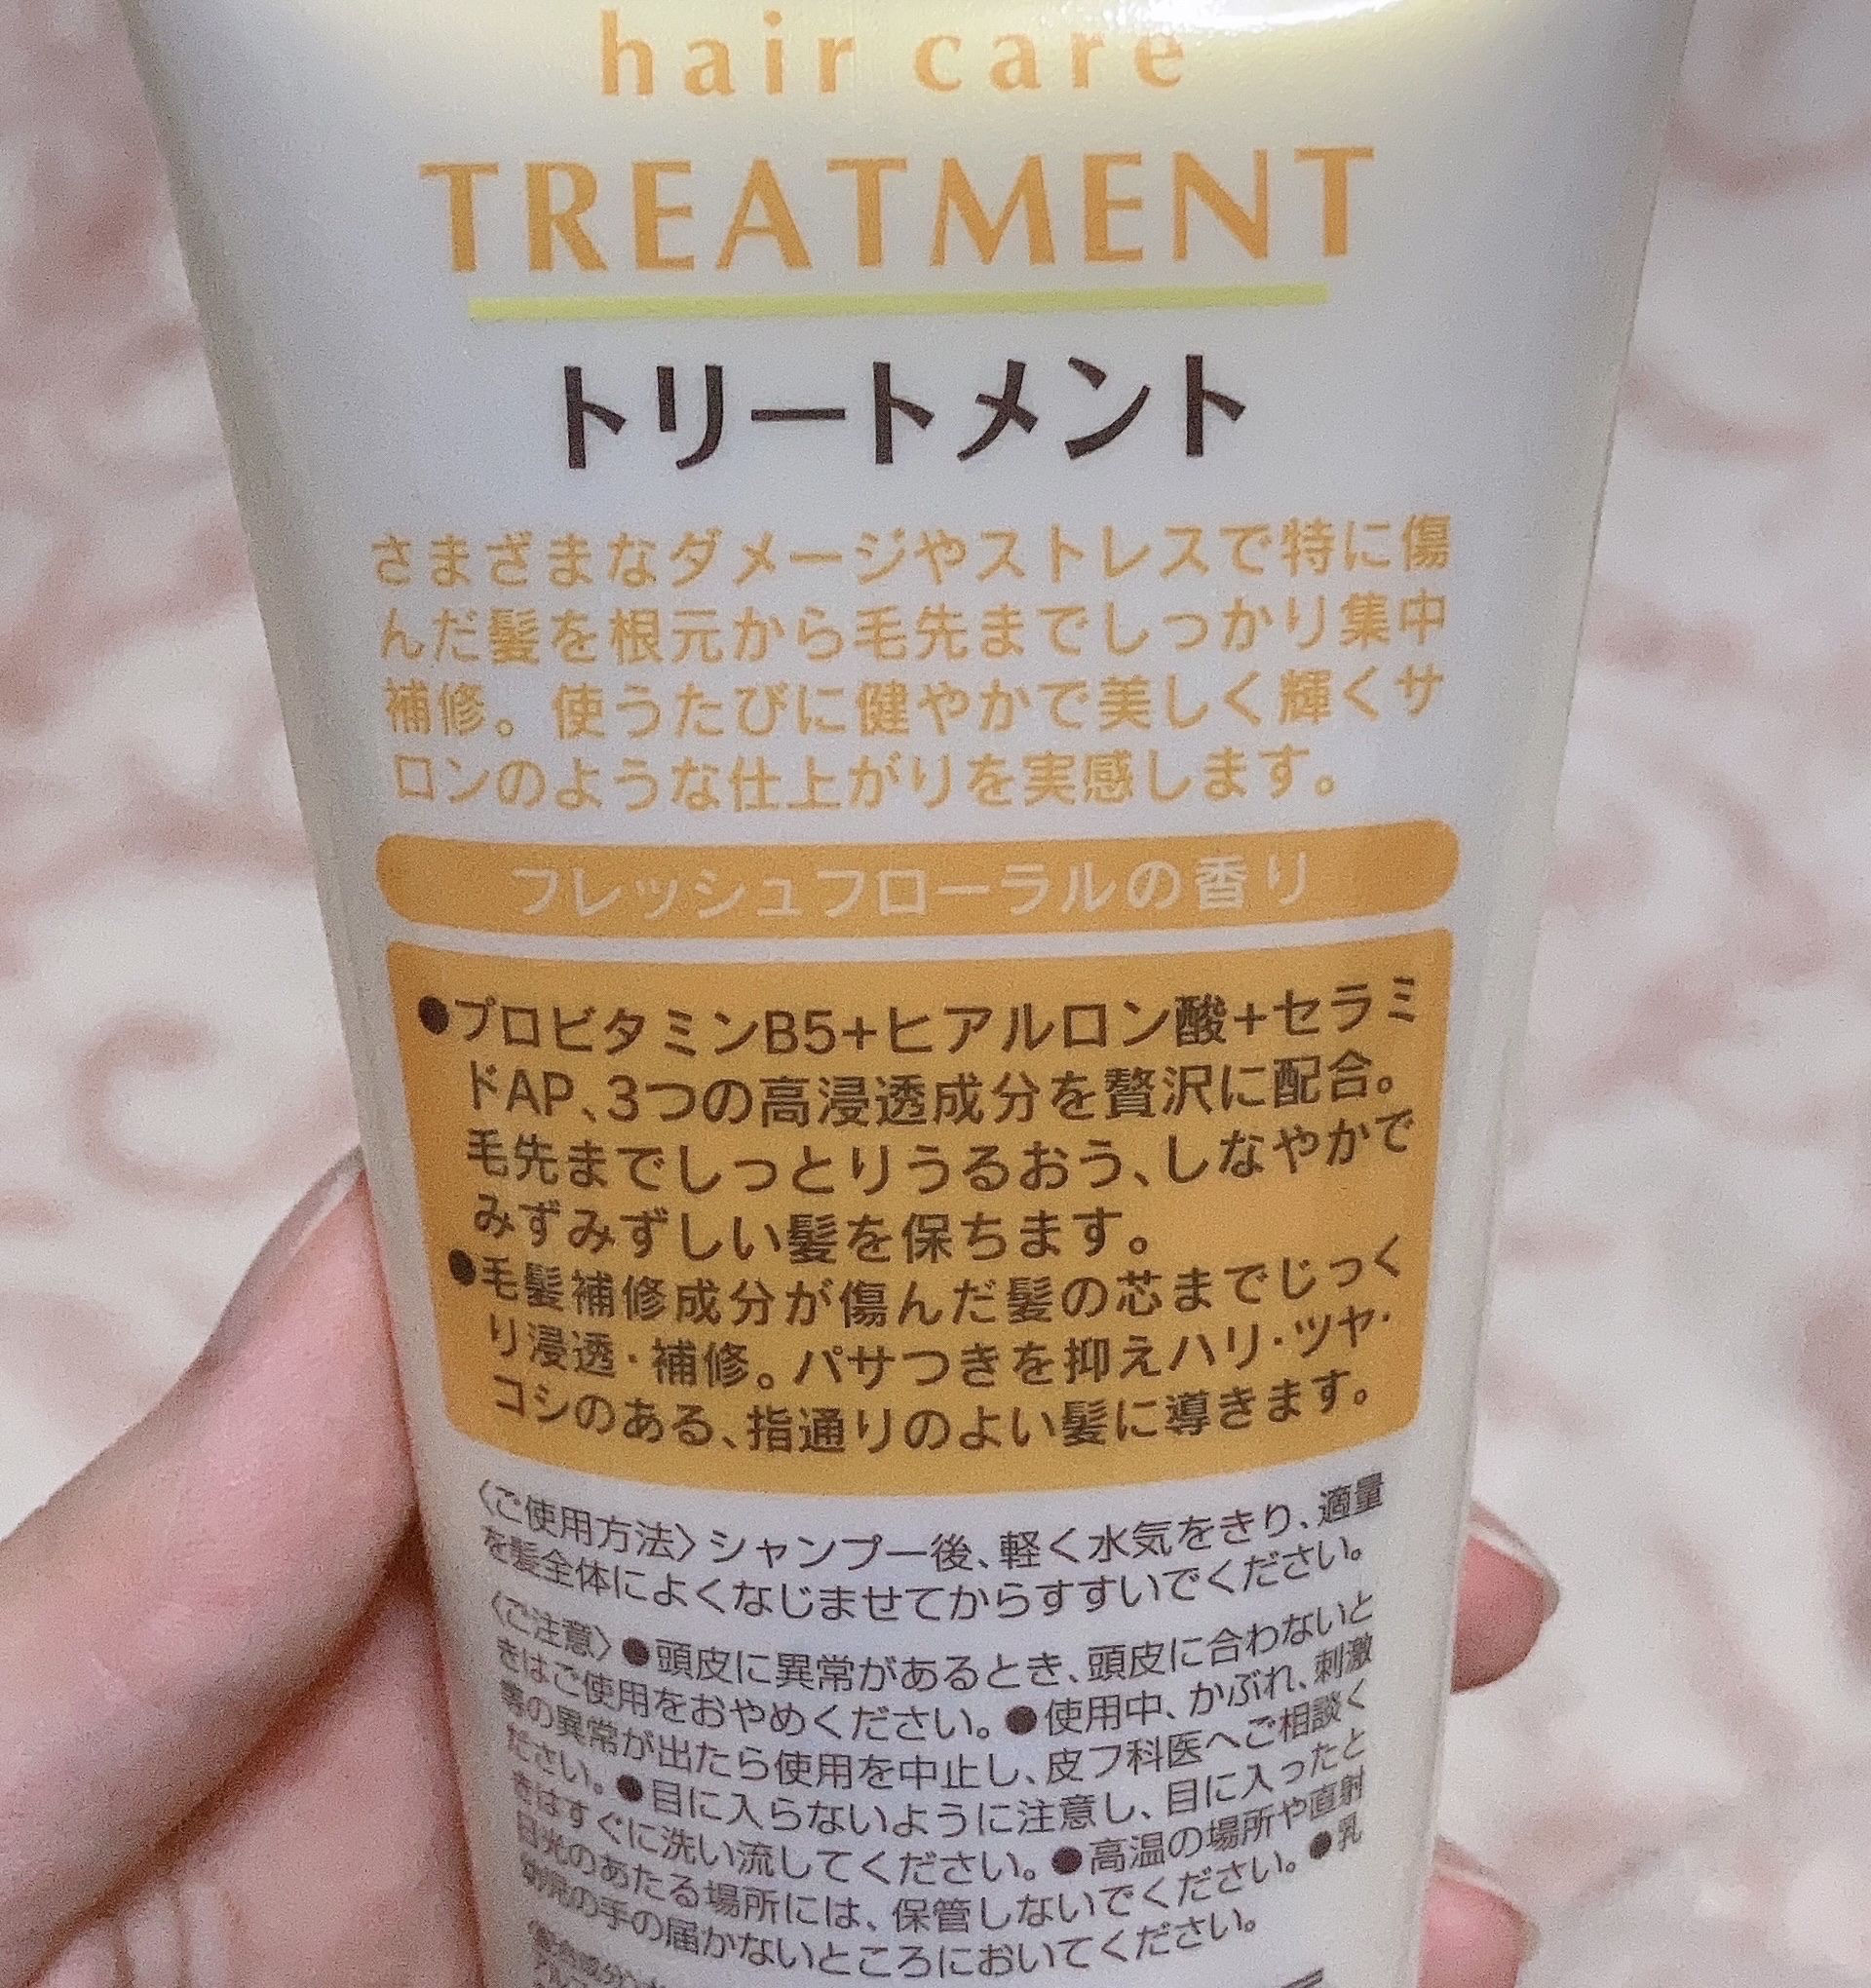 hair care
TREATMENT
トリートメント
さまざまなダメージやストレスで特に傷
んだ髪を根元から毛先までしっかり集中
補修。使うたびに健やかで美しく輝くサ
ロンのような仕上がりを実感します。
フレッシュフローラルの香り
●プロビタミンB5+ヒアルロン酸+セラミ
ドAP、3つの高浸透成分を贅沢に配合。
毛先までしっとりうるおう、しなやかで
みずみずしい髪を保ちます。
●毛髪補修成分が傷んだ髪の芯までじっく
り浸透・補修。パサつきを抑えハリ・ツヤ・
コシのある、指通りのよい髪に導きます。
〈ご使用方法〉シャンプー後、軽く水気をきり、適量
を髪全体によくなじませてからすすいでください。
〈ご注意〉●頭皮に異常があるとき、頭皮に合わないと
きはご使用をおやめください。●使用中、かぶれ、刺激
等の異常が出たら使用を中止し、皮フ科医へご相談く
ださい。●目に入らないように注意し、目に入ったと
きはすぐに洗い流してください。●高温の場所や直射
日光のあたる場所には、保管しないでください。●乳
幼児の手の届かないところにおいてください。